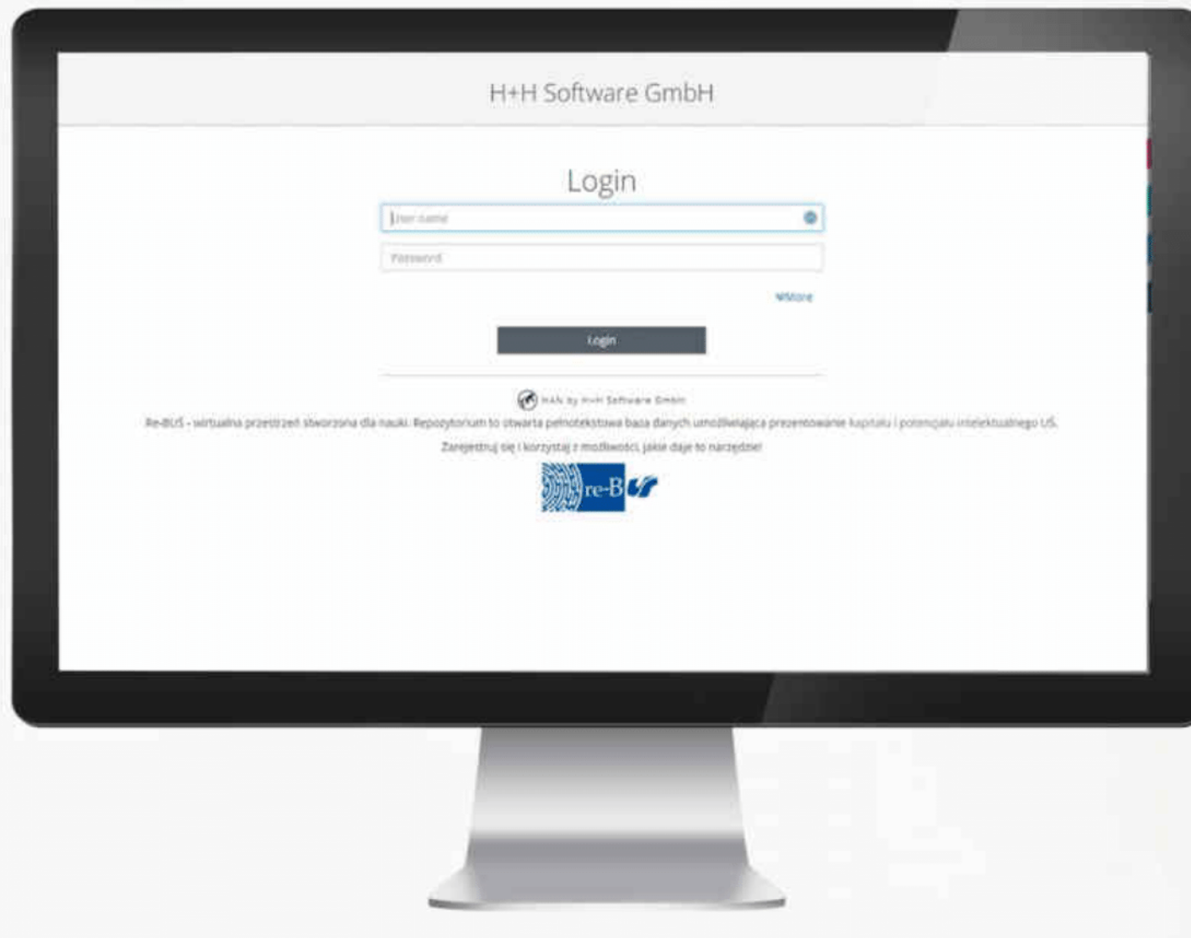 H+H Software GmbH
Login
User name
Password
More
Login
HAN by H+H Software GmbH
Re-BUŚ - wirtualna przestrzeń stworzona dla nauki. Repozytorium to otwarta pełnotekstowa baza danych umożliwiająca prezentowanie kapitału i potencjału intelektualnego UŚ.
Zarejestruj się i korzystaj z możliwości, jakie daje to narzędzie!
re-B